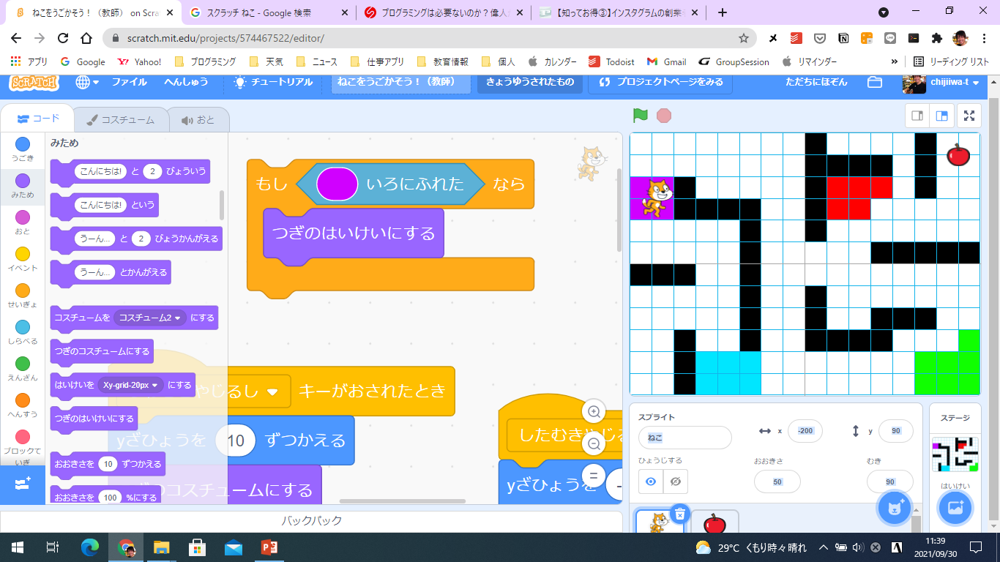 ねこをうごかそう！（教師） on Scra
スクラッチ ねこ - Google 検索
プログラミングは必要ないのか？偉人
【知ってお得③】インスタグラムの創業
scratch.mit.edu/projects/574467522/editor/
アプリ Google Yahoo! プログラミング 天気 ニュース 仕事アプリ 教育情報 個人 カレンダー Todoist Gmail GroupSession リマインダー » リーディング リスト
SCRATCH ファイル へんしゅう チュートリアル ねこをうごかそう！（教師） きょうゆうされたもの プロジェクトページをみる ただちにほぞん chijiiwa-t
コード コスチューム おと
うごき
みため
おと
イベント
せいぎょ
しらべる
えんざん
へんすう
ブロックて
いぎ
みため
こんにちは! と 2 びょういう
こんにちは! という
うーん... と 2 びょうかんがえる
うーん... とかんがえる
コスチュームを コスチューム2 にする
つぎのコスチュームにする
はいけいを Xy-grid-20px にする
つぎのはいけいにする
おおきさを 10 ずつかえる
おおきさを 100 %にする
もし いろにふれた なら
つぎのはいけいにする
やじるし キーがおされたとき
yざひょうを 10 ずつかえる
のコスチュームにする
したむきやじる
yざひょうを
バックパック
スプライト
ねこ
x -200 y 90
ひょうじする おおきさ むき
50 90
ステージ
はいけい
29°C くもり時々晴れ A 11:39
2021/09/30